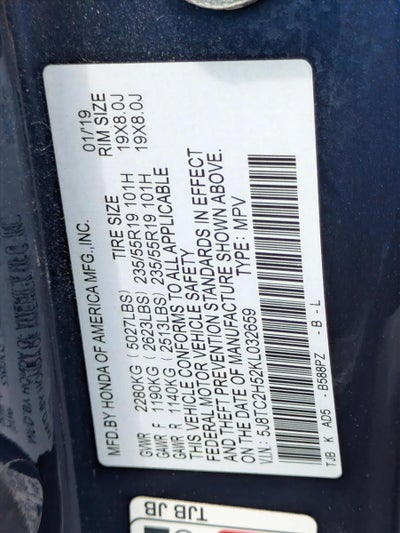 MFD.BY HONDA OF AMERICA MFG.,INC. 01/19
TIRE SIZE RIM SIZE
GVWR 2280KG (5027LBS)
GAWR F 1190KG (2623LBS) 235/55R19 101H 19X8.0J
GAWR R 1140KG (2513LBS) 235/55R19 101H 19X8.0J
THIS VEHICLE CONFORMS TO ALL APPLICABLE
FEDERAL MOTOR VEHICLE SAFETY
AND THEFT PREVENTION STANDARDS IN EFFECT
ON THE DATE OF MANUFACTURE SHOWN ABOVE.
V.I.N.: 5J8TC2H52KL032659 TYPE: MPV
TJB K AD5 - B588PZ - B - L
TJB JB